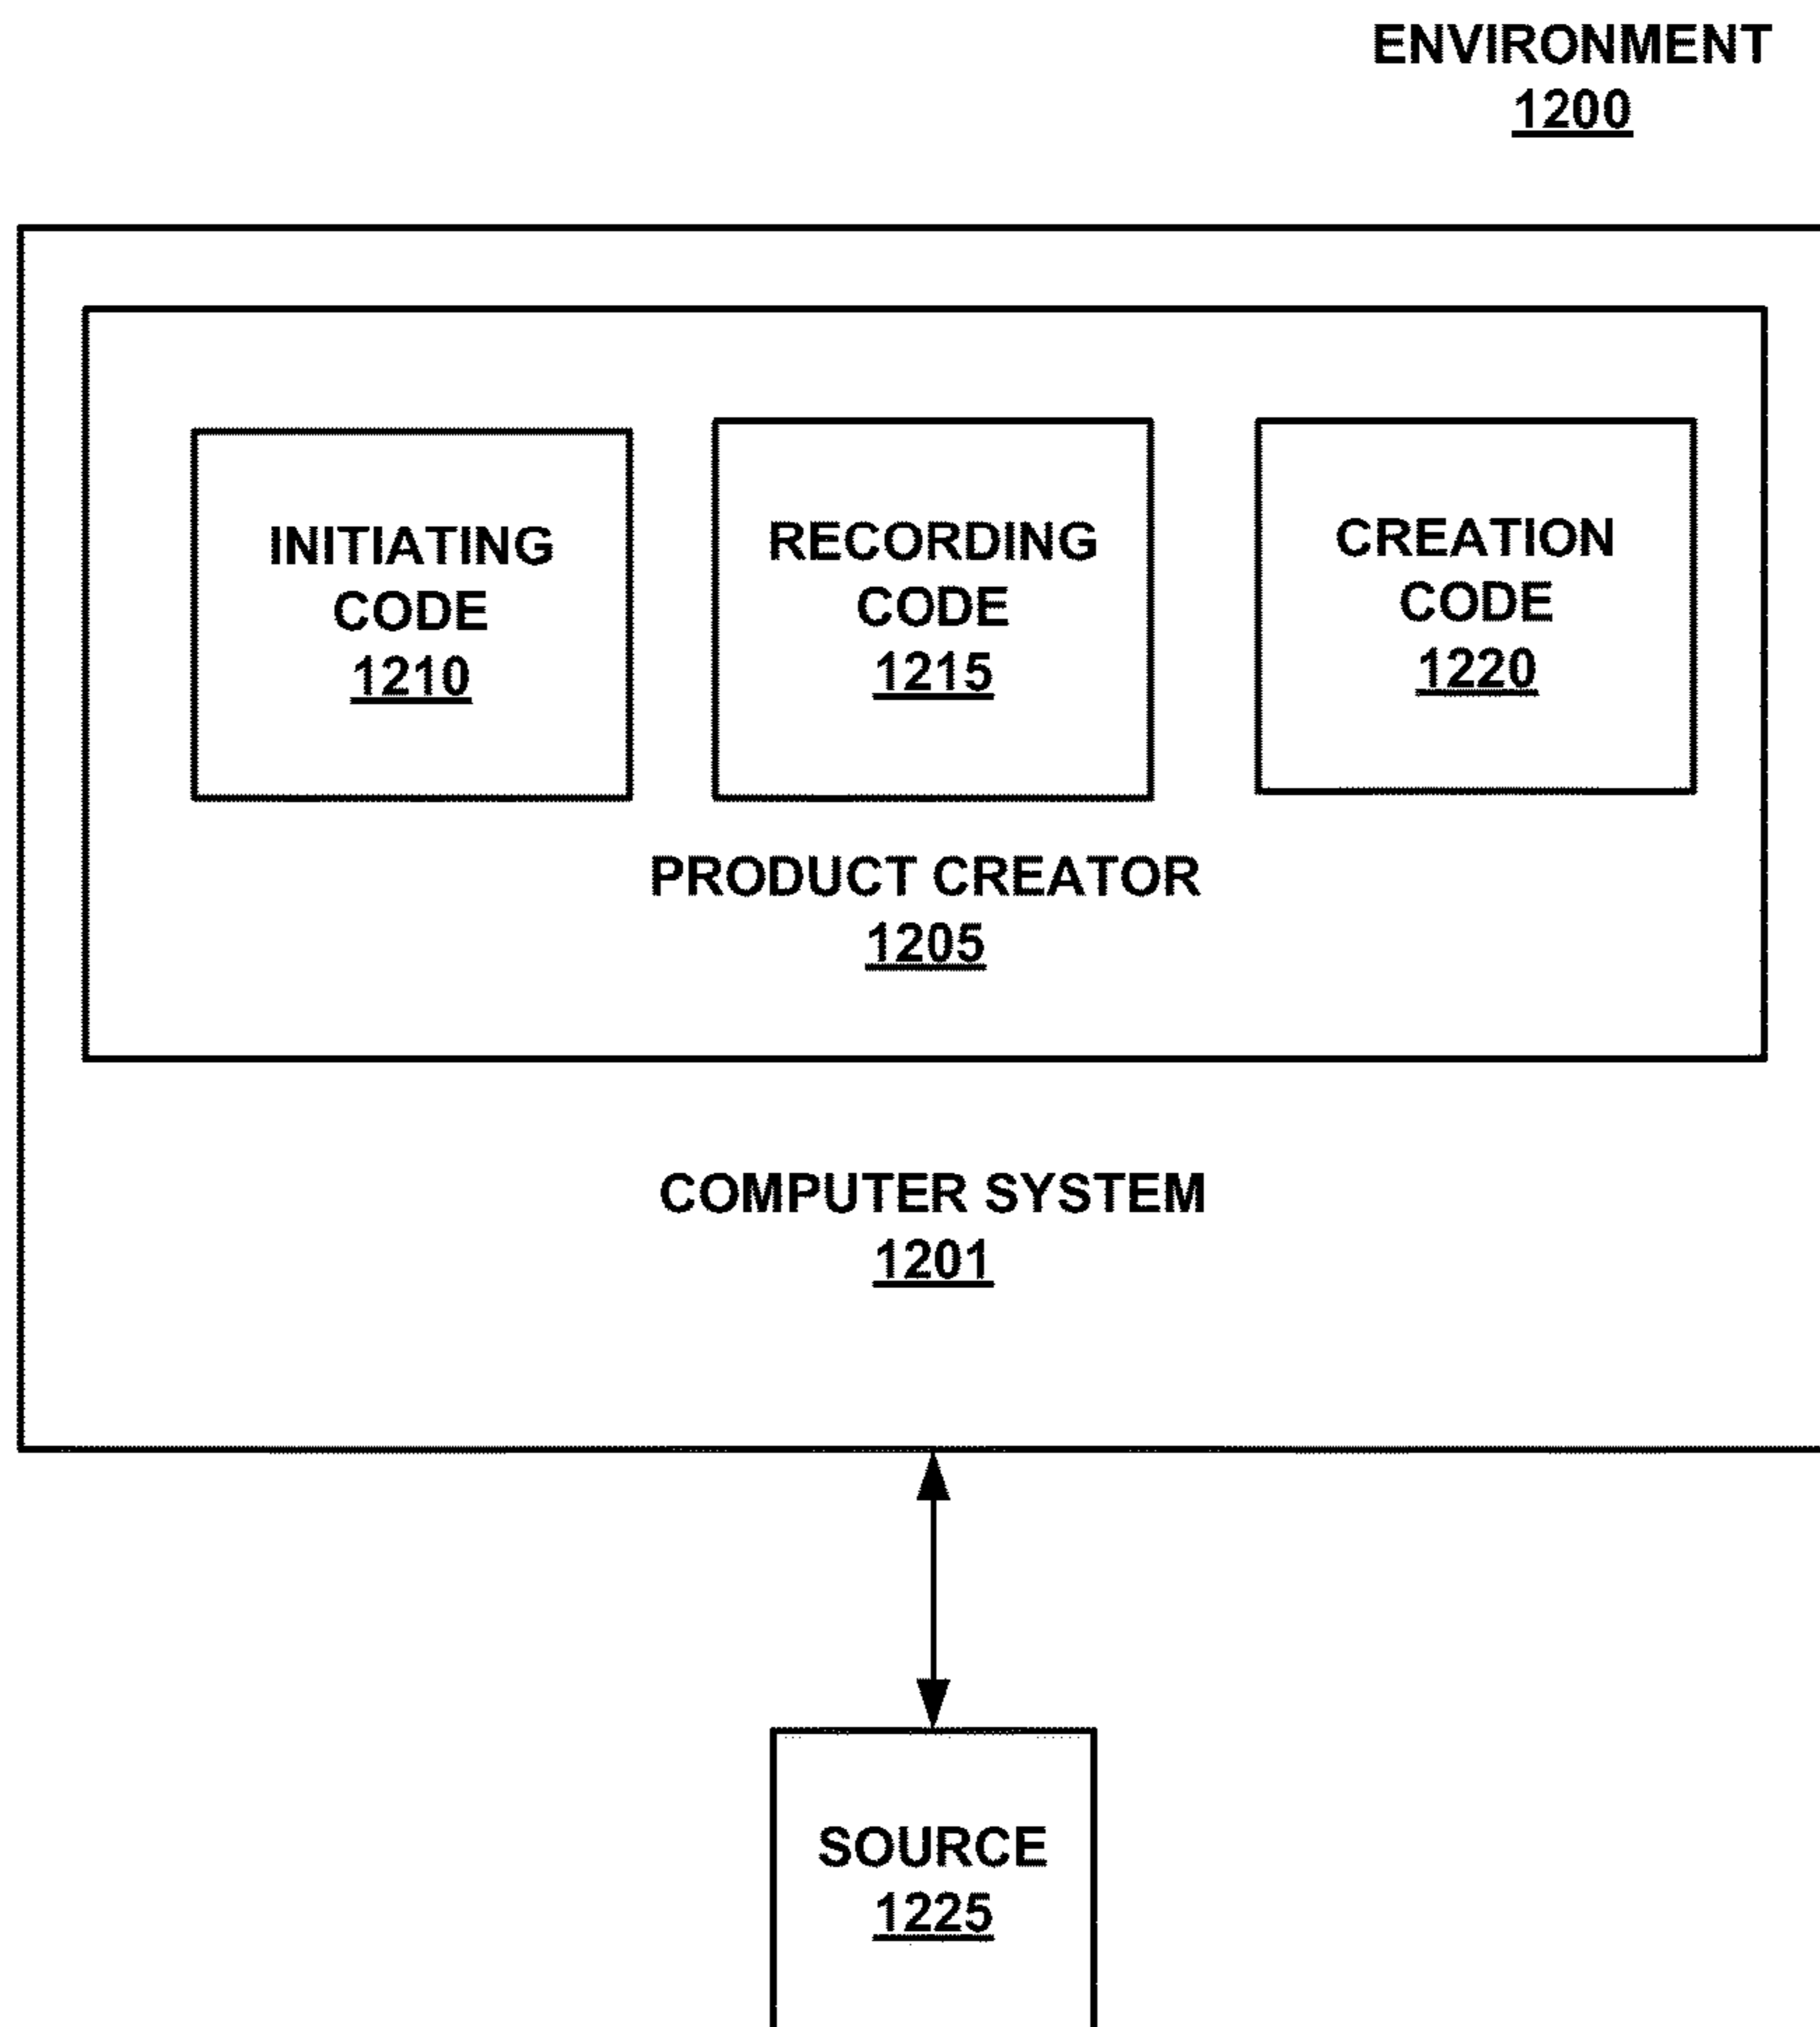 ENVIRONMENT
1200
INITIATING
CODE
1210
RECORDING
CODE
1215
CREATION
CODE
1220
PRODUCT CREATOR
1205
COMPUTER SYSTEM
1201
SOURCE
1225